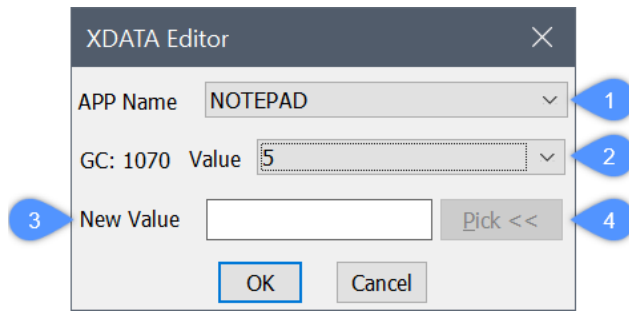 XDATA Editor
APP Name NOTEPAD 1
GC: 1070 Value 5 2
3 New Value Pick << 4
OK Cancel